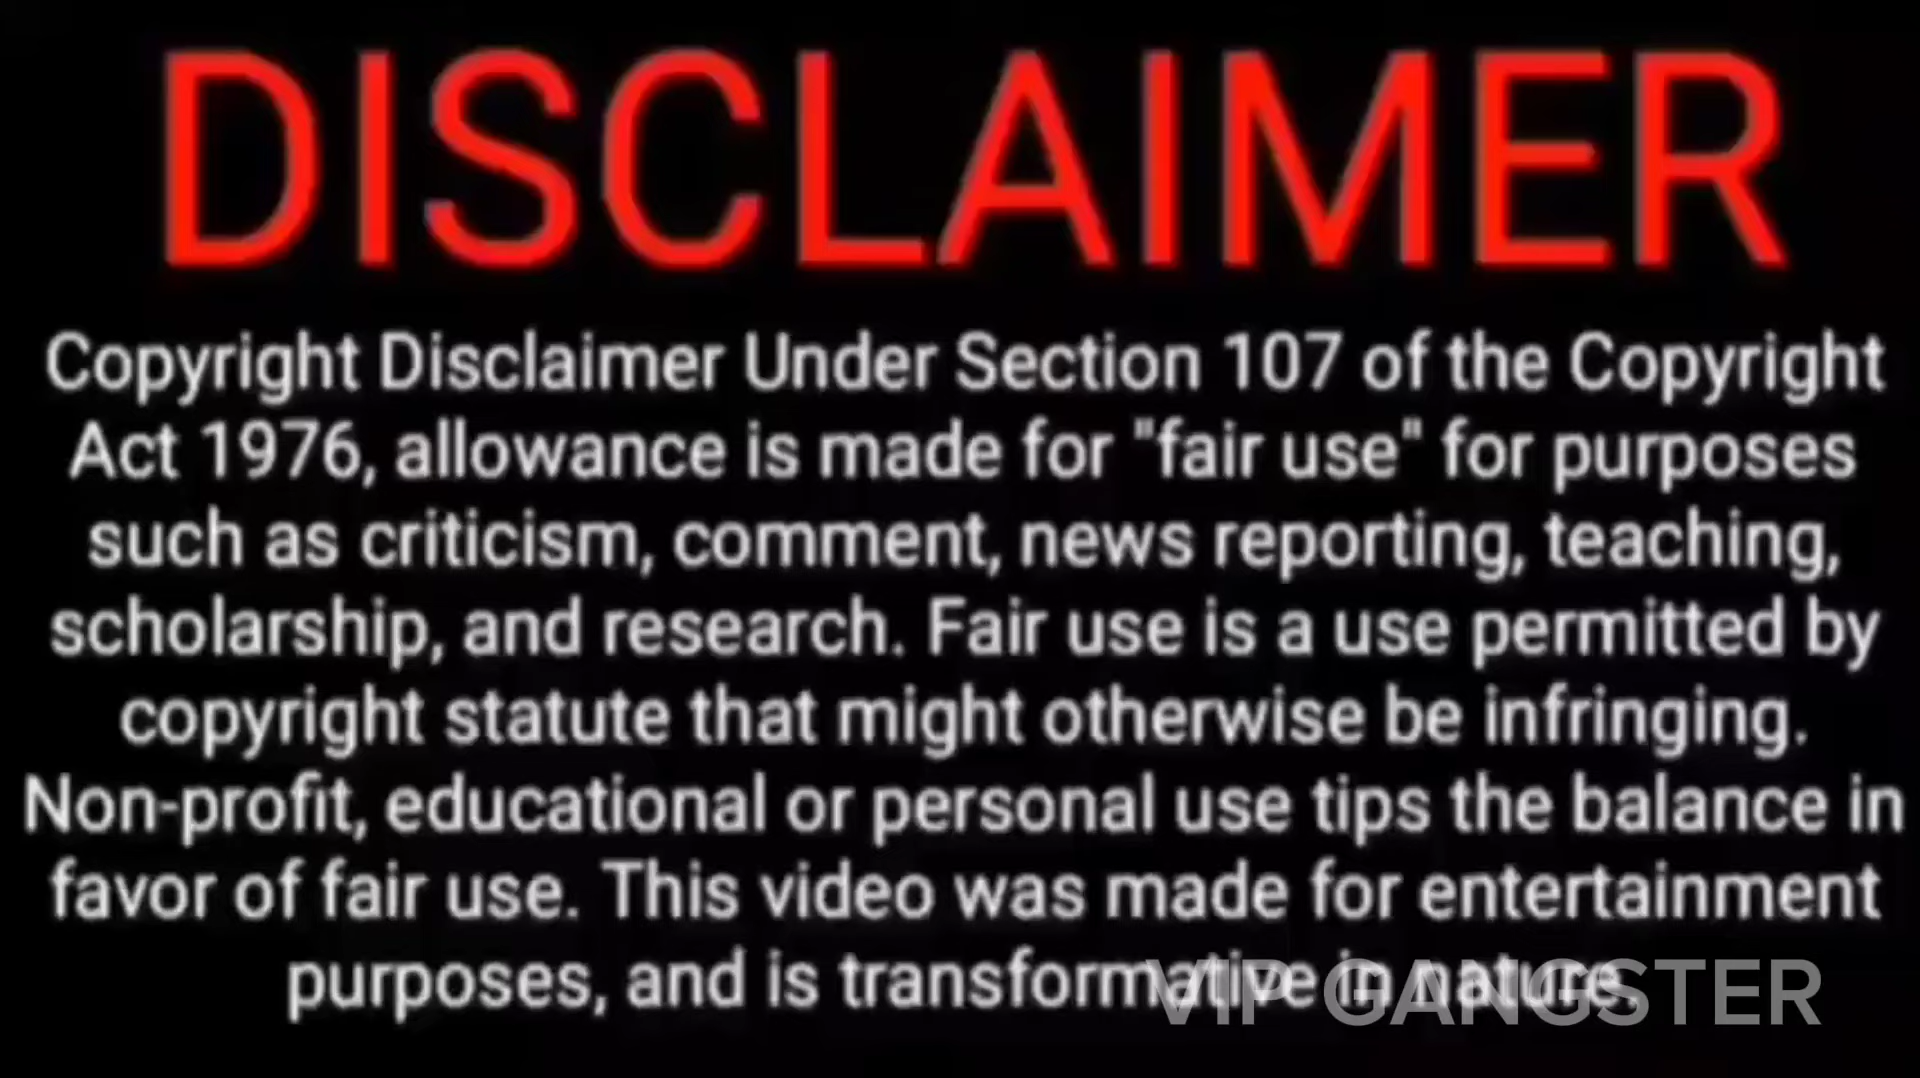 DISCLAIMER
Copyright Disclaimer Under Section 107 of the Copyright
Act 1976, allowance is made for "fair use" for purposes
such as criticism, comment, news reporting, teaching,
scholarship, and research. Fair use is a use permitted by
copyright statute that might otherwise be infringing.
Non-profit, educational or personal use tips the balance in
favor of fair use. This video was made for entertainment
purposes, and is transformative in nature.
VIP GANGSTER